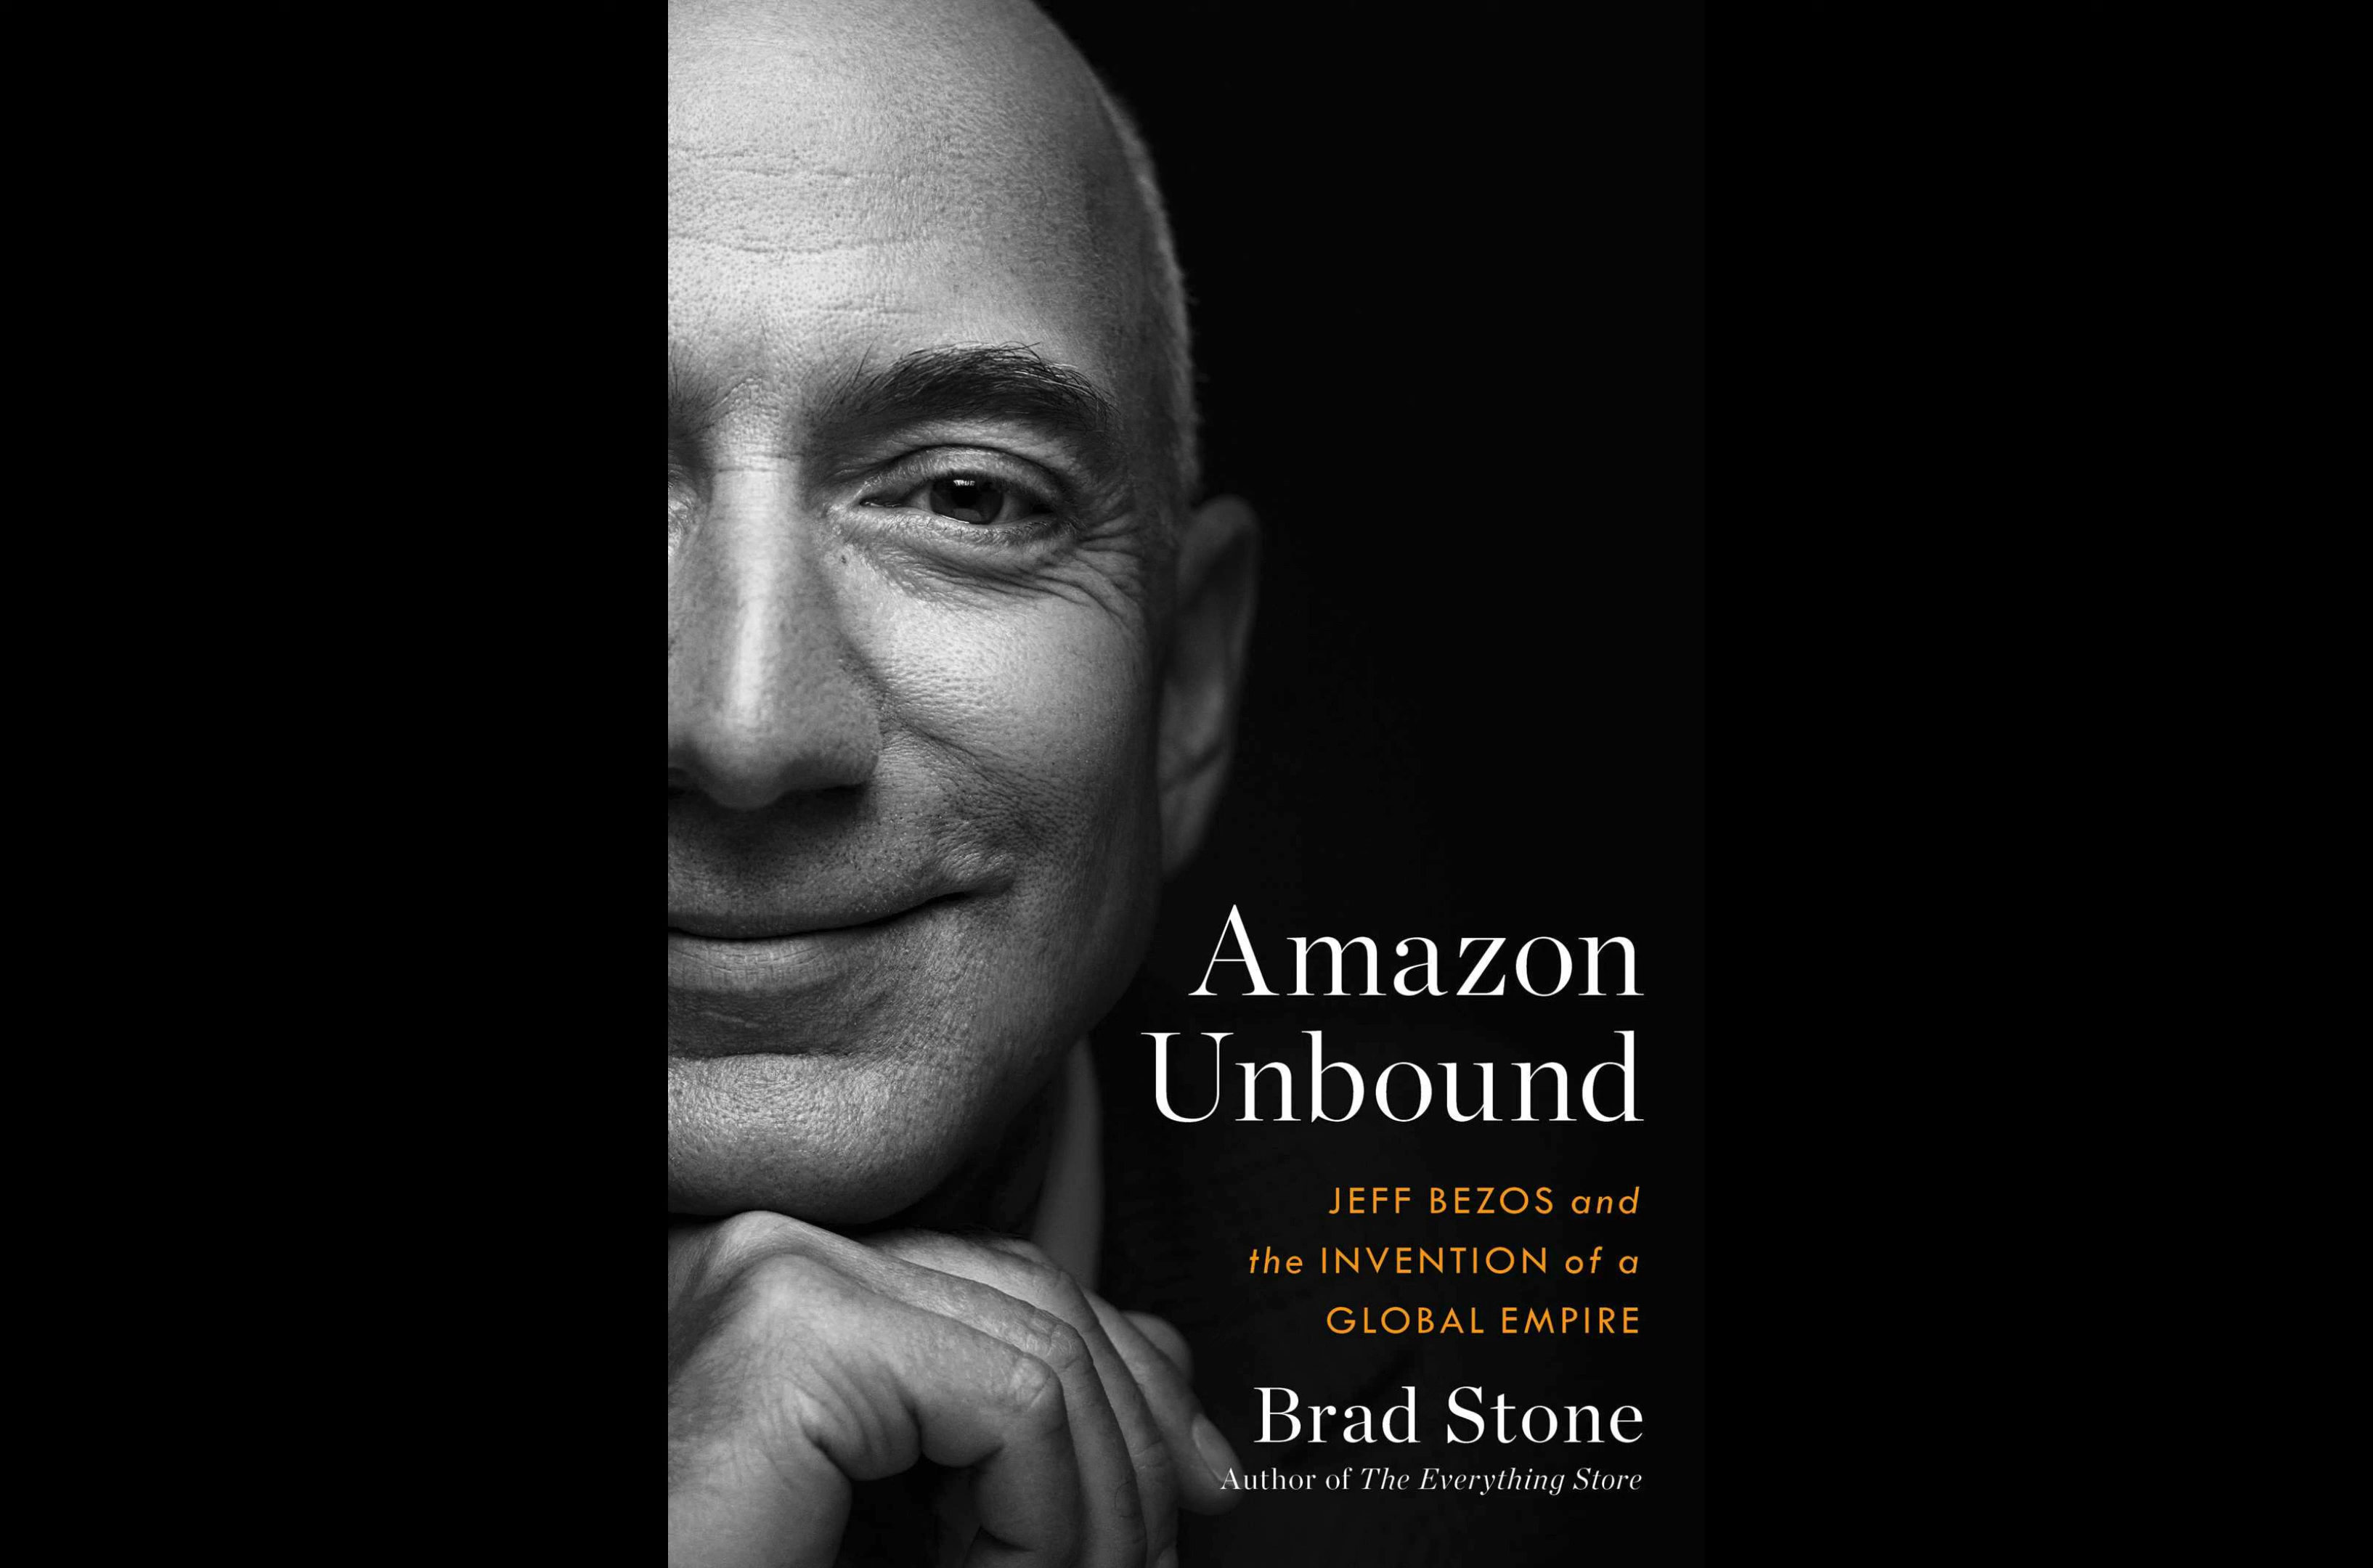 Amazon
Unbound
JEFF BEZOS and
the INVENTION of a
GLOBAL EMPIRE
Brad Stone
Author of The Everything Store